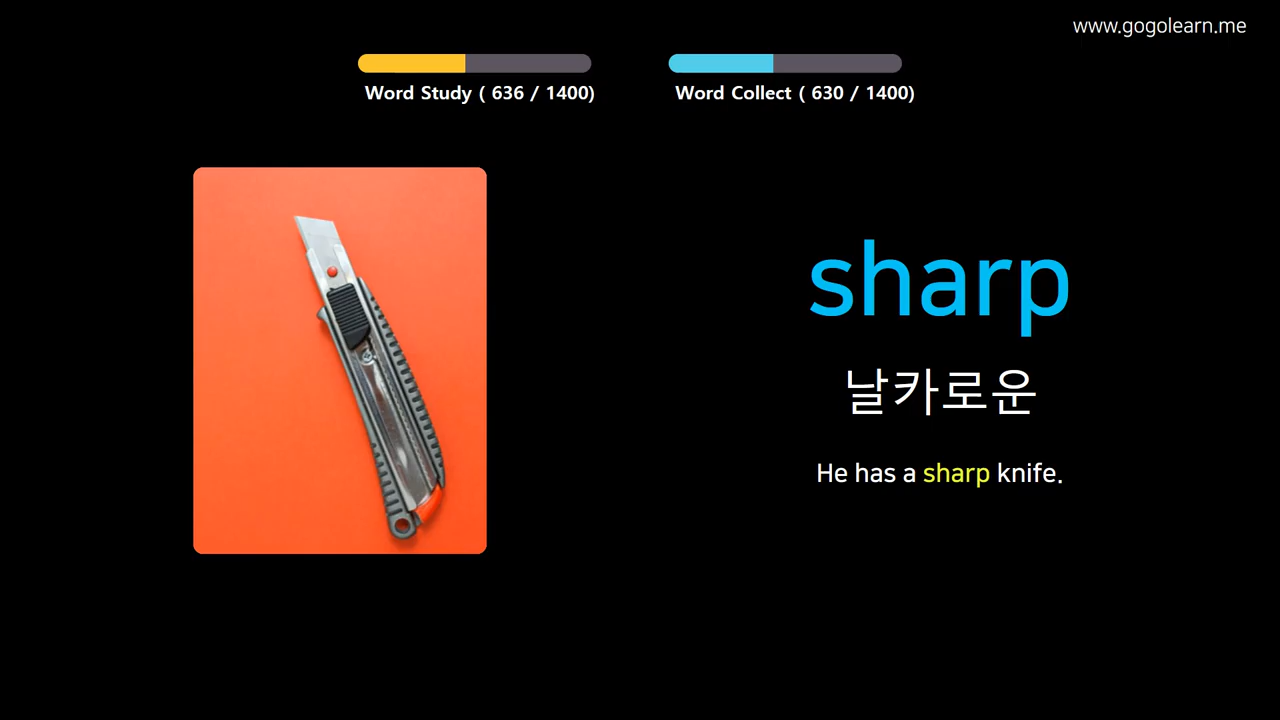 www.gogolearn.me
Word Study ( 636 / 1400)
Word Collect ( 630 / 1400)
sharp
날카로운
He has a sharp knife.